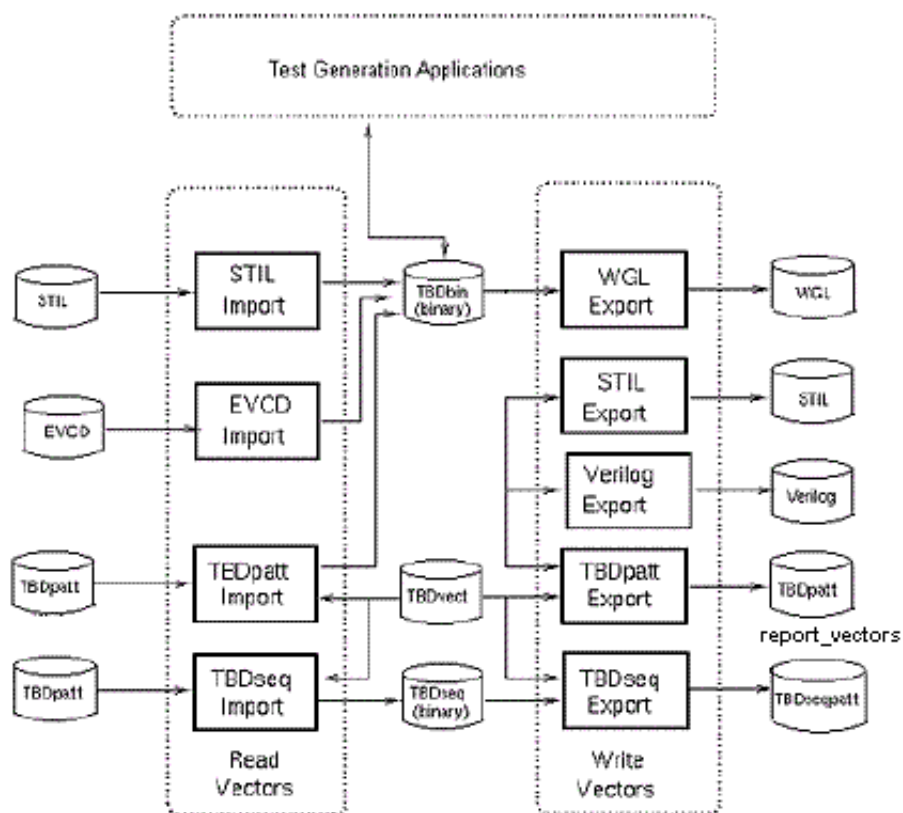 Test Generation Applications
STIL
STIL
Import
TBDbin
(binary)
WGL
Export
WGL
EVCD
EVCD
Import
STIL
Export
STIL
Verilog
Export
Verilog
TBDpatt
TBDpatt
Import
TBDvect
TBDpatt
Export
TBDpatt
report_vectors
TBDpatt
TBDseq
Import
TBDseq
(binary)
TBDseq
Export
TBDseqpatt
Read
Vectors
Write
Vectors